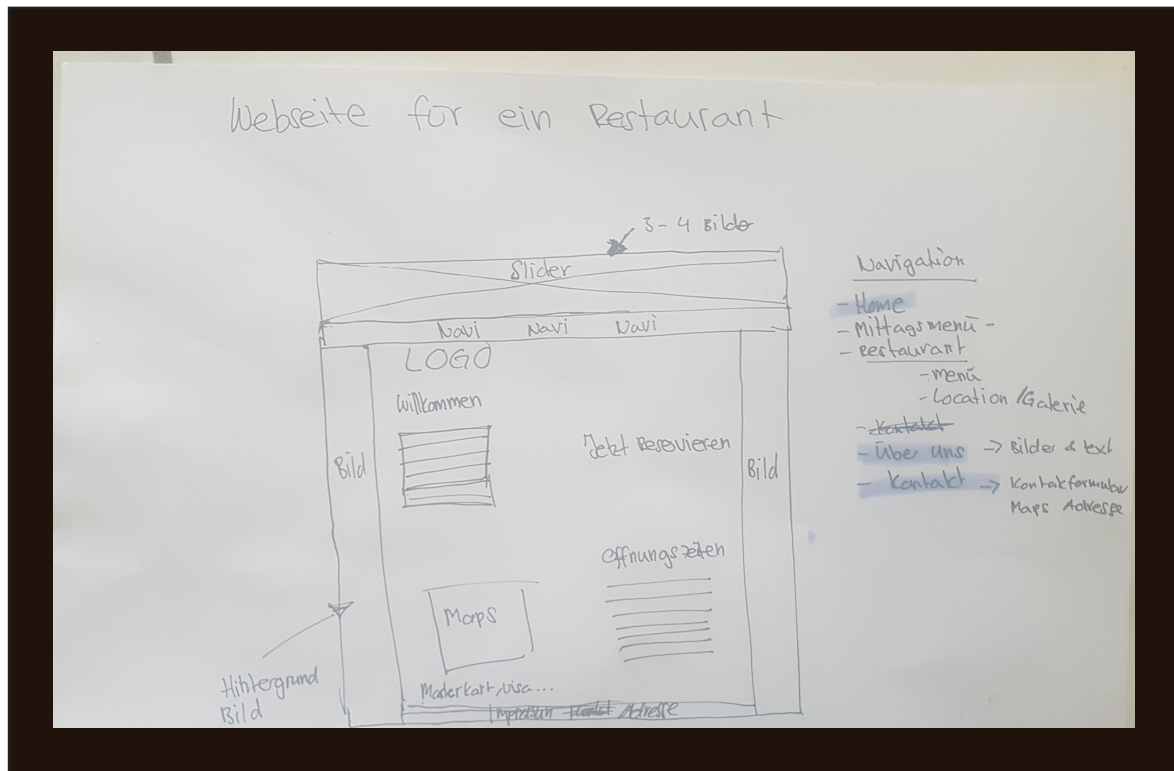 Webseite für ein Restaurant
3-4 Bilder
Slider
Navi Navi Navi
LOGO
Willkommen
Jetzt Reservieren
Bild
Bild
Öffnungszeiten
Maps
Visa...
Impressum Kontakt Adresse
Hintergrund
Bild
Navigation
- Home
- Mittagsmenü -
- Restaurant
- menü
- Location/Galerie
- Kontakt
- Über uns → Bilder & text
- Kontakt → Kontakformular
Maps Adresse